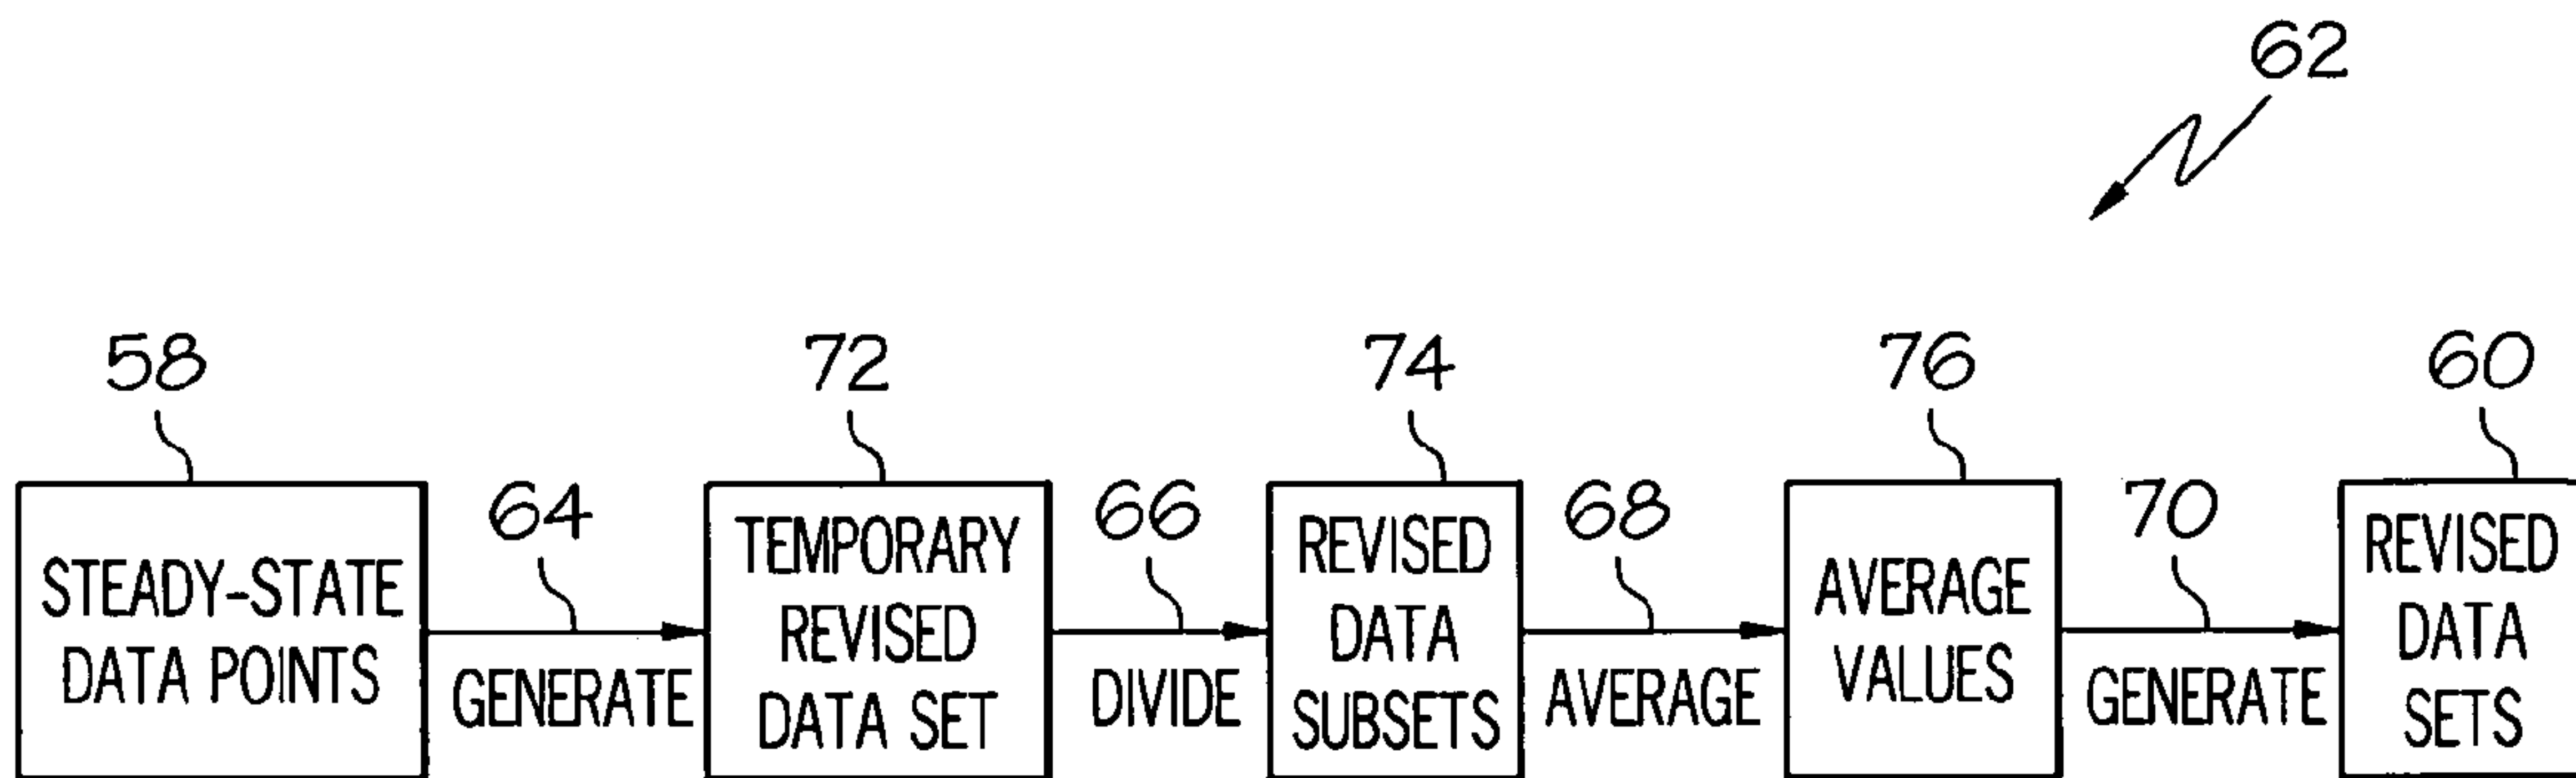 62
58
72
74
76
60
64
66
68
70
STEADY-STATE
DATA POINTS
GENERATE
TEMPORARY
REVISED
DATA SET
DIVIDE
REVISED
DATA
SUBSETS
AVERAGE
AVERAGE
VALUES
GENERATE
REVISED
DATA
SETS